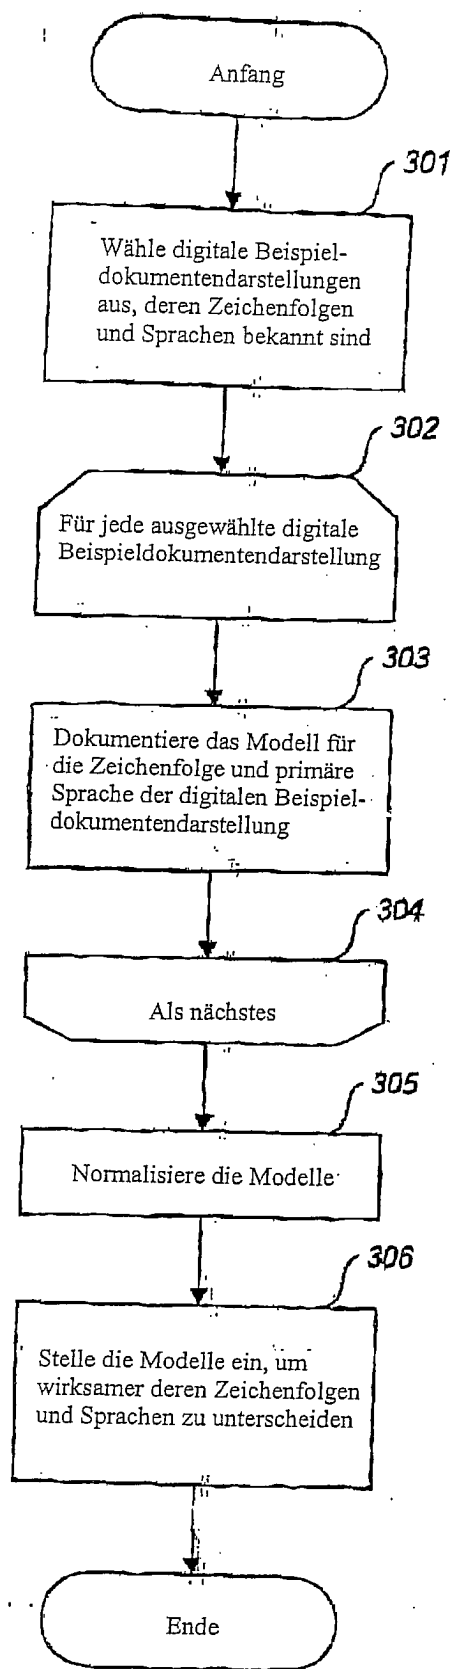 Anfang
301
Wähle digitale Beispiel-
dokumentendarstellungen
aus, deren Zeichenfolgen
und Sprachen bekannt sind
302
Für jede ausgewählte digitale
Beispieldokumentendarstellung
303
Dokumentiere das Modell für
die Zeichenfolge und primäre
Sprache der digitalen Beispiel-
dokumentendarstellung
304
Als nächstes
305
Normalisiere die Modelle
306
Stelle die Modelle ein, um
wirksamer deren Zeichenfolgen
und Sprachen zu unterscheiden
Ende